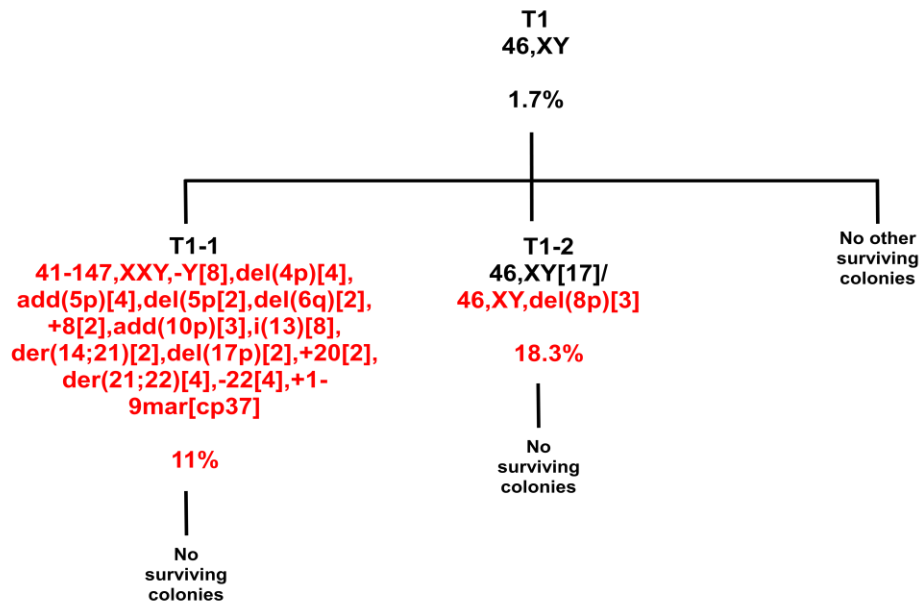 T1
46,XY
1.7%
T1-1
41-147,XXY,-Y[8],del(4p)[4],
add(5p)[4],del(5p[2],del(6q)[2],
+8[2],add(10p)[3],i(13)[8],
der(14;21)[2],del(17p)[2],+20[2],
der(21;22)[4],-22[4],+1-
9mar[cp37]
11%
No
surviving
colonies
T1-2
46,XY[17]/
46,XY,del(8p)[3]
18.3%
No
surviving
colonies
No other
surviving
colonies